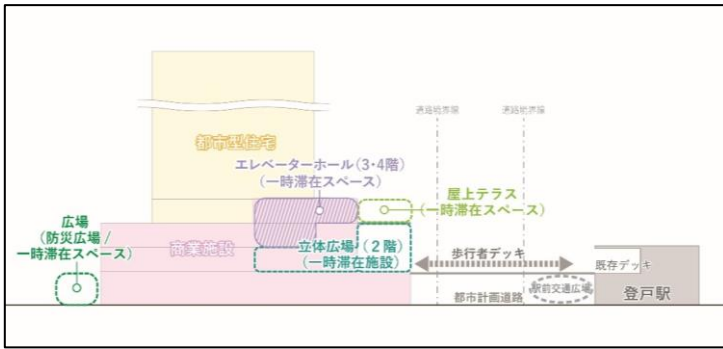 道路境界線
道路境界線
都市型住宅
エレベーターホール（3・4階）
（一時滞在スペース）
屋上テラス
（一時滞在スペース）
広場
（防災広場 /
一時滞在スペース）
商業施設
立体広場（２階）
（一時滞在施設）
歩行者デッキ
既存デッキ
駅前交通広場
都市計画道路
登戸駅